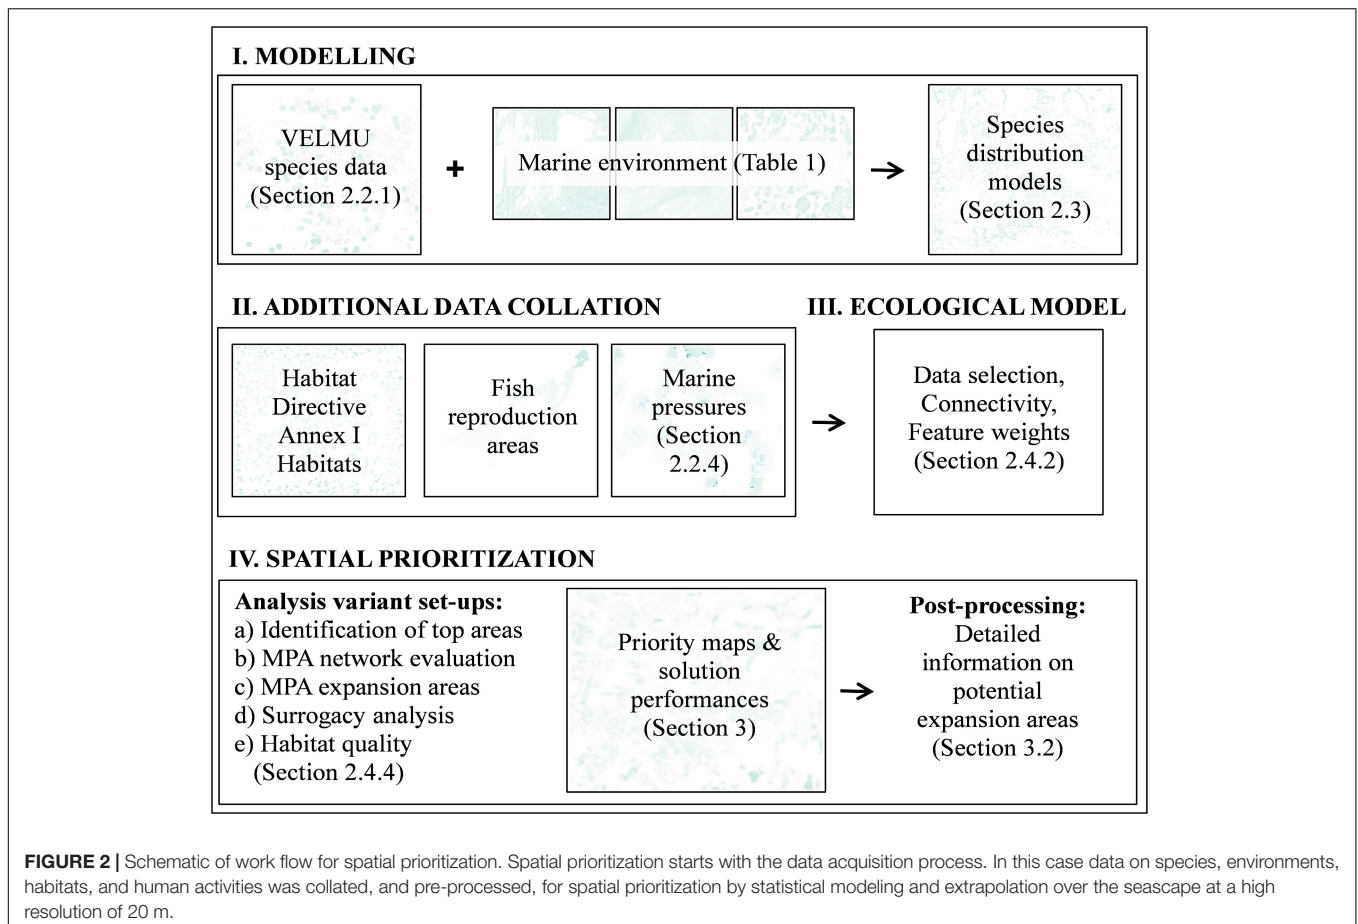 I. MODELLING
VELMU
species data
(Section 2.2.1)
+
Marine environment (Table 1)
Species
distribution
models
(Section 2.3)
II. ADDITIONAL DATA COLLATION
Habitat
Directive
Annex I
Habitats
Fish
reproduction
areas
Marine
pressures
(Section
2.2.4)
III. ECOLOGICAL MODEL
Data selection,
Connectivity,
Feature weights
(Section 2.4.2)
IV. SPATIAL PRIORITIZATION
Analysis variant set-ups:
a) Identification of top areas
b) MPA network evaluation
c) MPA expansion areas
d) Surrogacy analysis
e) Habitat quality
(Section 2.4.4)
Priority maps &
solution
performances
(Section 3)
Post-processing:
Detailed
information on
potential
expansion areas
(Section 3.2)
FIGURE 2 | Schematic of work flow for spatial prioritization. Spatial prioritization starts with the data acquisition process. In this case data on species, environments,
habitats, and human activities was collated, and pre-processed, for spatial prioritization by statistical modeling and extrapolation over the seascape at a high
resolution of 20 m.